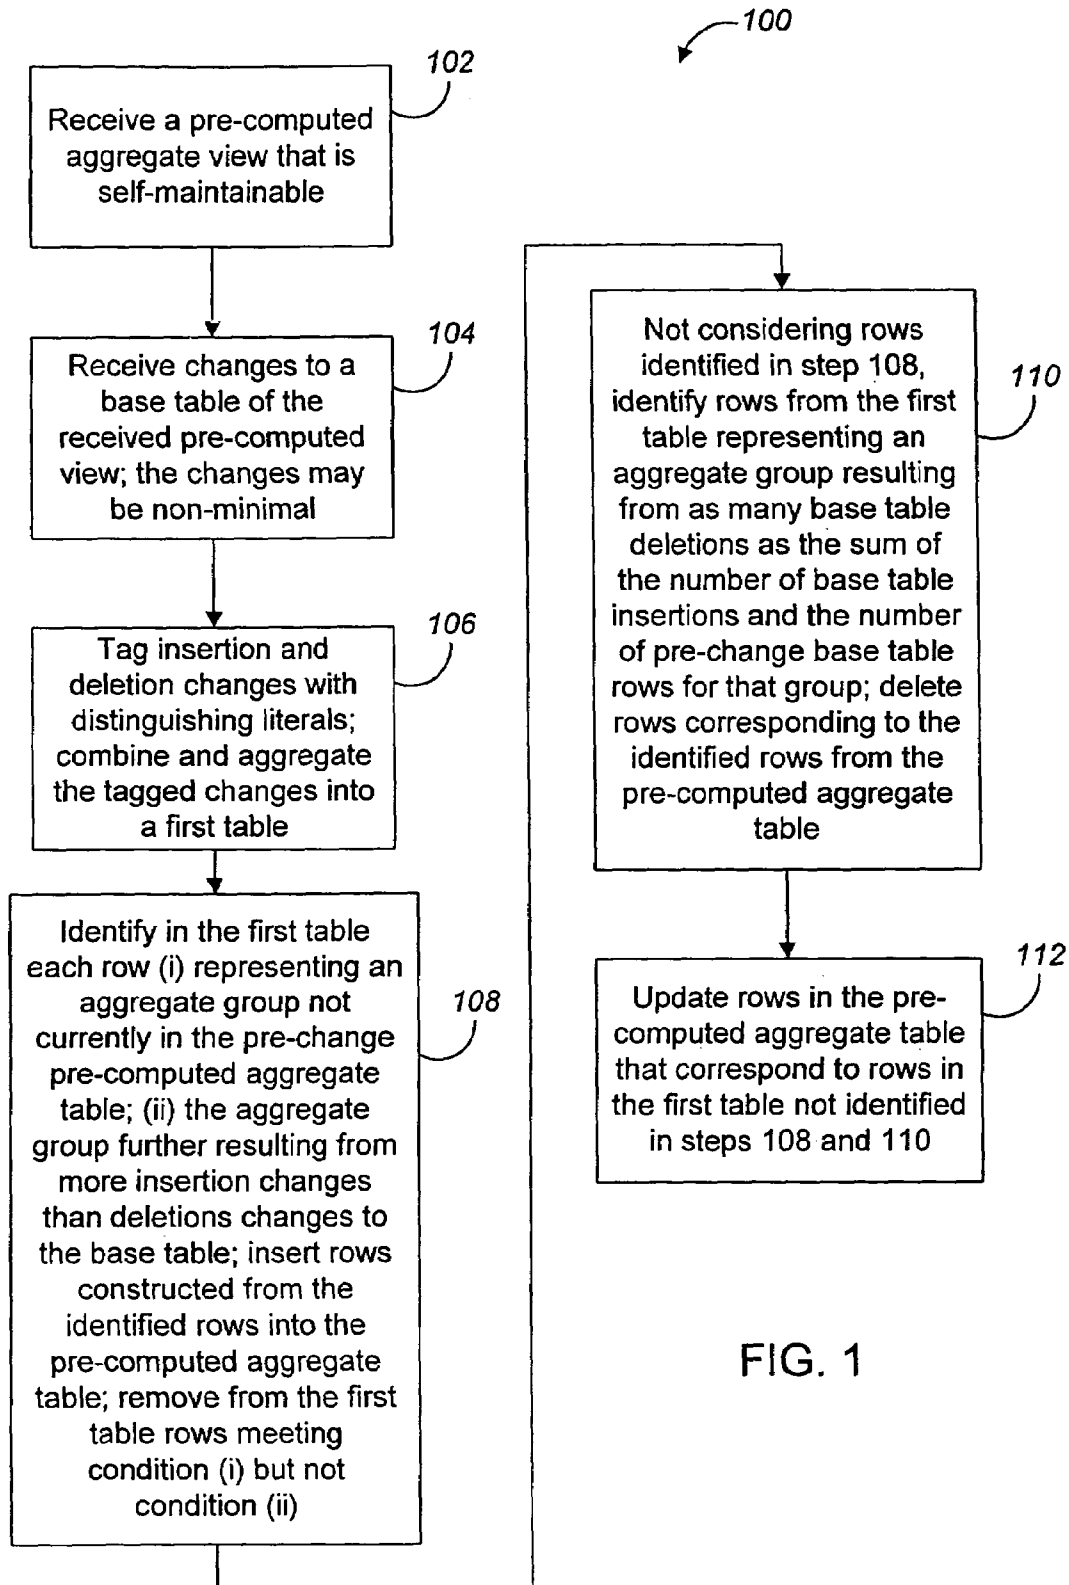 100
102
Receive a pre-computed
aggregate view that is
self-maintainable
104
Receive changes to a
base table of the
received pre-computed
view; the changes may
be non-minimal
106
Tag insertion and
deletion changes with
distinguishing literals;
combine and aggregate
the tagged changes into
a first table
108
Identify in the first table
each row (i) representing an
aggregate group not
currently in the pre-change
pre-computed aggregate
table; (ii) the aggregate
group further resulting from
more insertion changes
than deletions changes to
the base table; insert rows
constructed from the
identified rows into the
pre-computed aggregate
table; remove from the first
table rows meeting
condition (i) but not
condition (ii)
110
Not considering rows
identified in step 108,
identify rows from the first
table representing an
aggregate group resulting
from as many base table
deletions as the sum of
the number of base table
insertions and the number
of pre-change base table
rows for that group; delete
rows corresponding to the
identified rows from the
pre-computed aggregate
table
112
Update rows in the pre-
computed aggregate table
that correspond to rows in
the first table not identified
in steps 108 and 110
FIG. 1